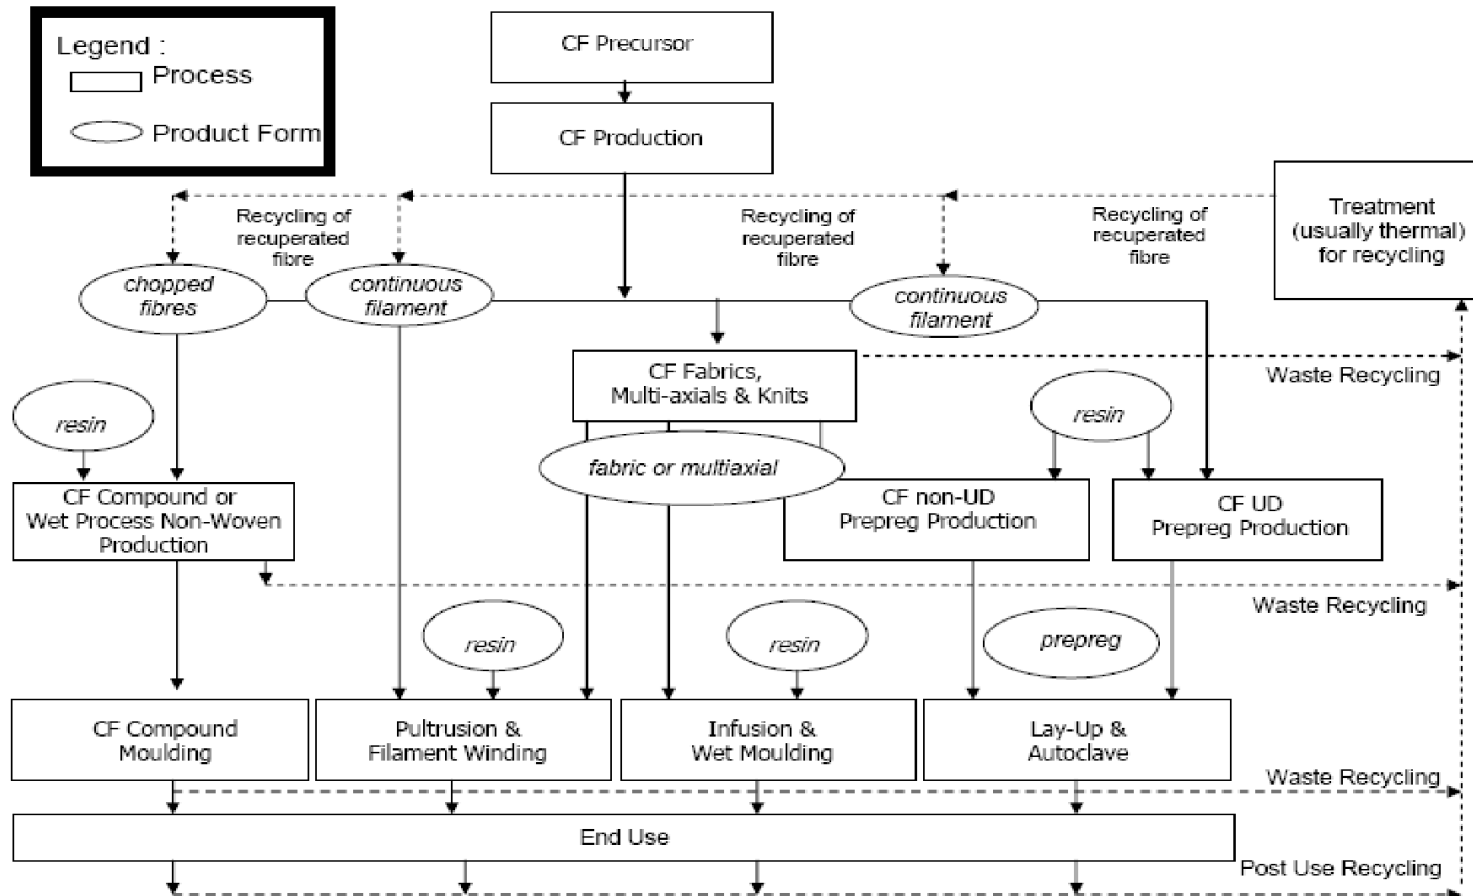 Legend :
Process
Product Form
CF Precursor
CF Production
Treatment
(usually thermal)
for recycling
Recycling of
recuperated
fibre
Recycling of
recuperated
fibre
Recycling of
recuperated
fibre
chopped
fibres
continuous
filament
continuous
filament
CF Fabrics,
Multi-axials & Knits
Waste Recycling
resin
resin
fabric or multiaxial
CF Compound or
Wet Process Non-Woven
Production
CF non-UD
Prepreg Production
CF UD
Prepreg Production
Waste Recycling
resin
resin
prepreg
CF Compound
Moulding
Pultrusion &
Filament Winding
Infusion &
Wet Moulding
Lay-Up &
Autoclave
Waste Recycling
End Use
Post Use Recycling